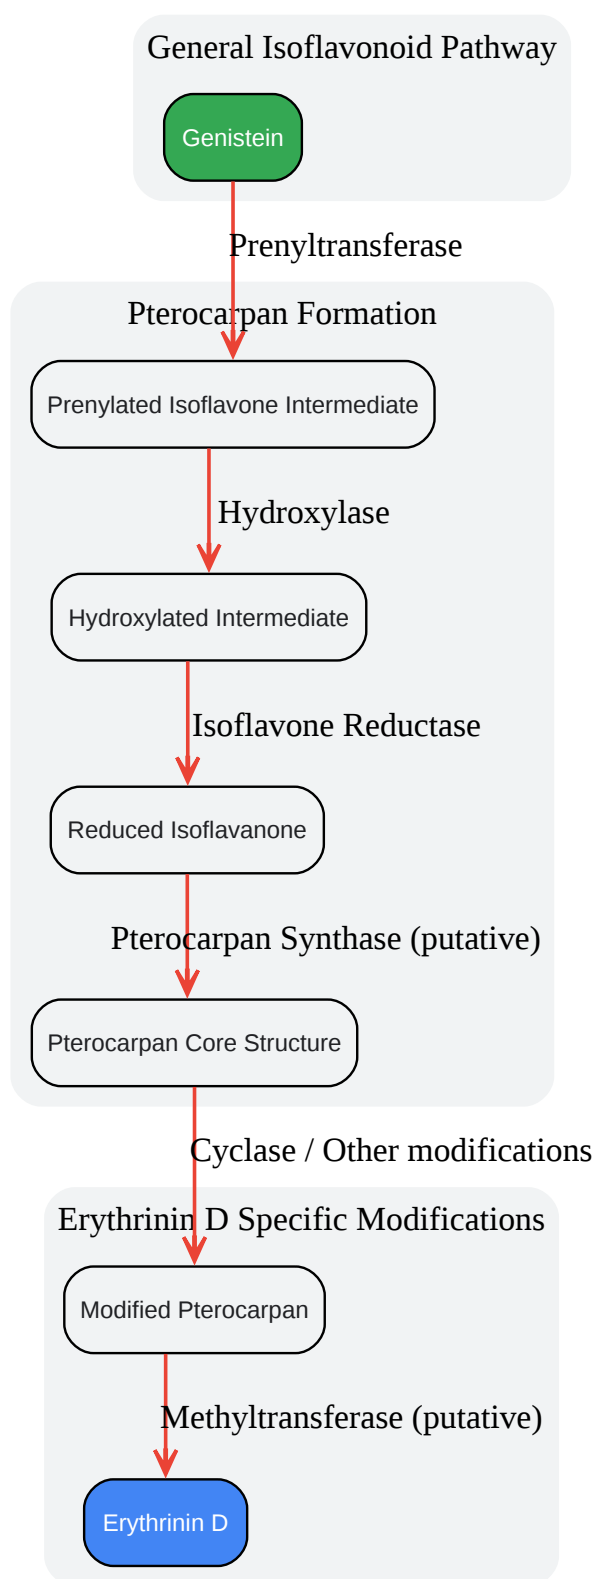 General Isoflavonoid Pathway
Genistein
Prenyltransferase
Pterocarpan Formation
Prenylated Isoflavone Intermediate
Hydroxylase
Hydroxylated Intermediate
Isoflavone Reductase
Reduced Isoflavanone
Pterocarpan Synthase (putative)
Pterocarpan Core Structure
Cyclase / Other modifications
Erythrinin D Specific Modifications
Modified Pterocarpan
Methyltransferase (putative)
Erythrinin D